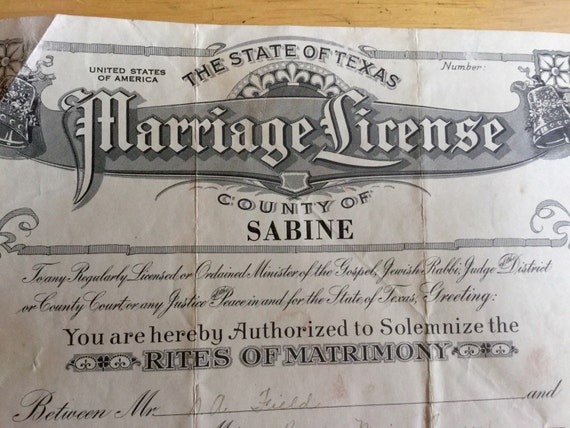 THE STATE OF TEXAS
UNITED STATES
OF AMERICA
Number:
Marriage License
COUNTY OF
SABINE
To any Regularly Licensed or Ordained Minister of the Gospel, Jewish Rabbi, Judge of the District
or County Court or any Justice of the Peace in and for the State of Texas, Greeting:
You are hereby Authorized to Solemnize the
RITES OF MATRIMONY
Between Mr. J. A. Fields and